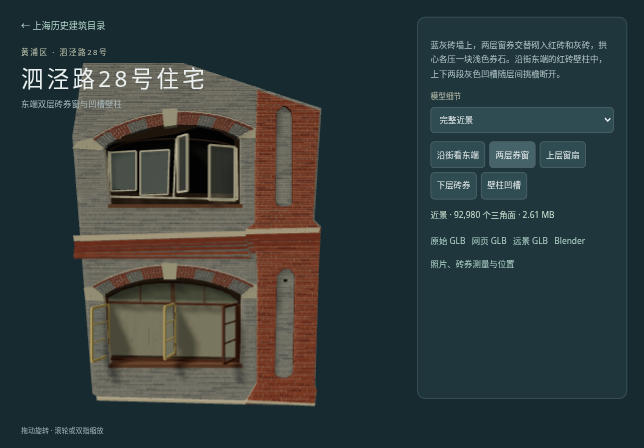 ← 上海历史建筑目录
黄浦区 · 泗泾路28号
泗泾路28号住宅
东端双层砖券窗与凹槽壁柱
蓝灰砖墙上，两层窗券交替砌入红砖和灰砖，拱
心各压一块浅色券石。沿街东端的红砖壁柱中，
上下两段灰色凹槽随层间挑檐断开。
模型细节
完整近景
沿街看东端 两层券窗 上层窗扇
下层砖券 壁柱凹槽
近景 · 92,980 个三角面 · 2.61 MB
原始 GLB 网页 GLB 远景 GLB Blender
照片、砖券测量与位置
拖动旋转 · 滚轮或双指缩放